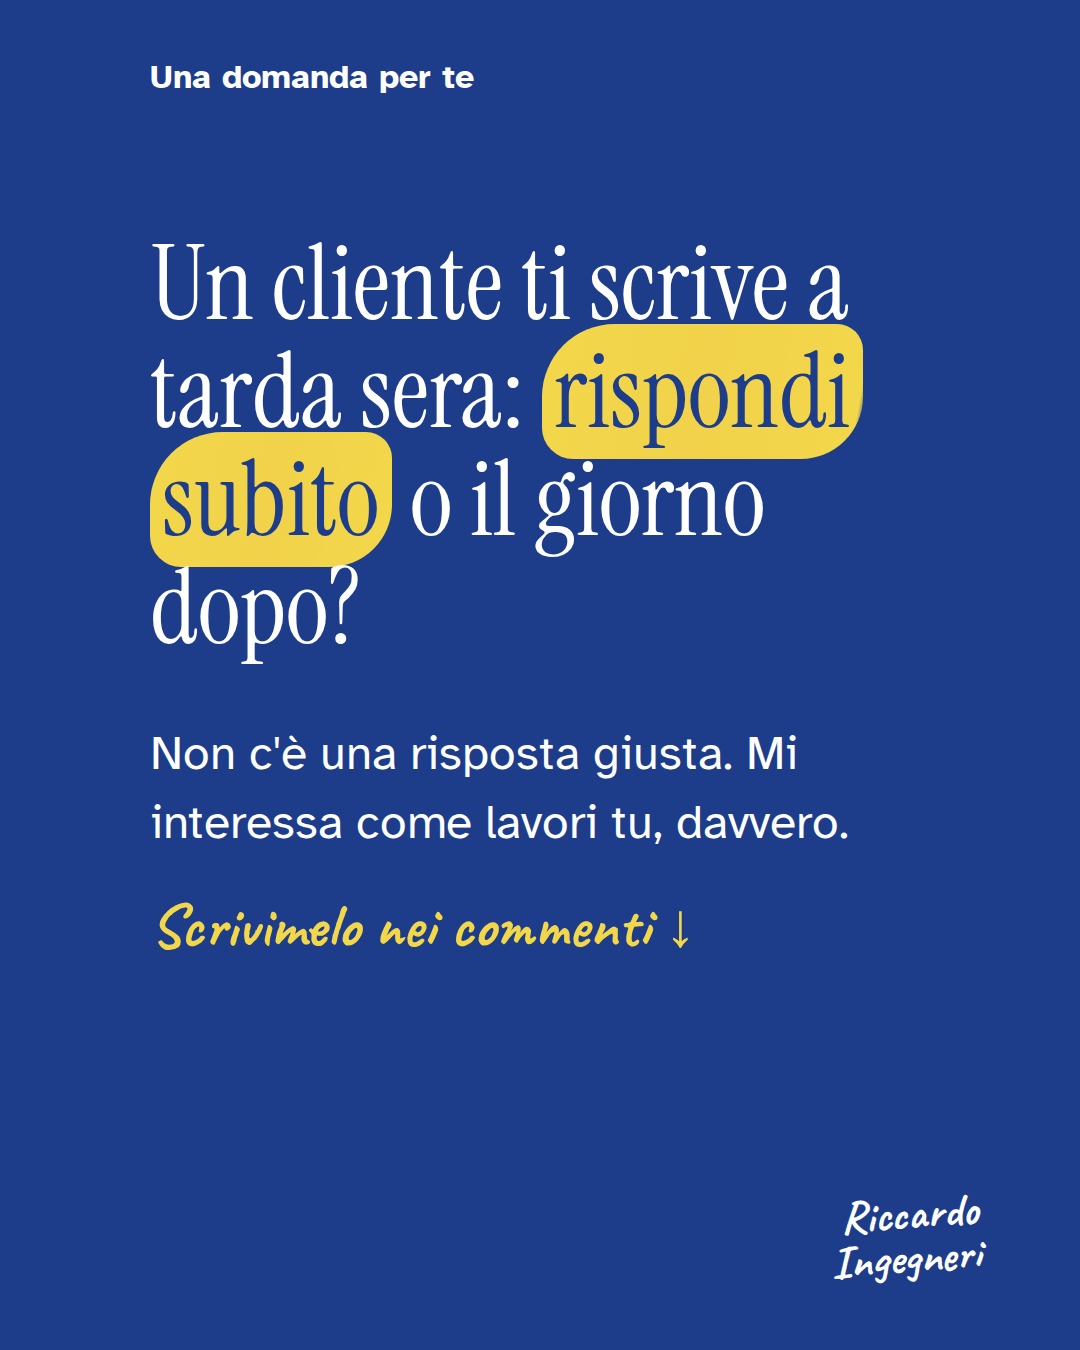 Una domanda per te
Un cliente ti scrive a
tarda sera: rispondi
subito o il giorno
dopo?
Non c'è una risposta giusta. Mi
interessa come lavori tu, davvero.
Scrivimelo nei commenti ↓
Riccardo
Ingegneri